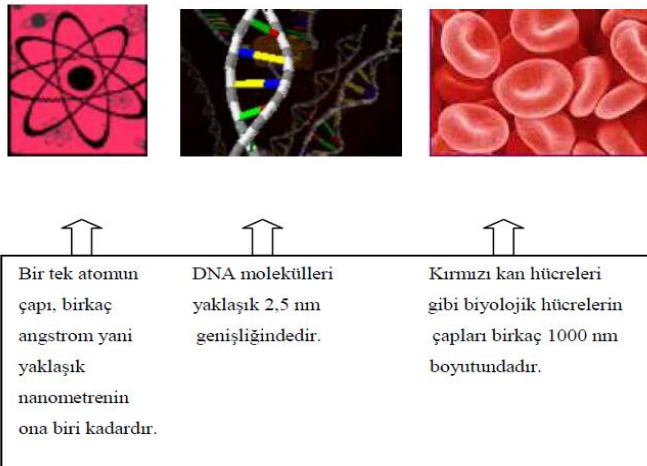 Bir tek atomun
çapı, birkaç
angstrom yani
yaklaşık
nanometrenin
ona biri kadardır.
DNA molekülleri
yaklaşık 2,5 nm
genişliğindedir.
Kırmızı kan hücreleri
gibi biyolojik hücrelerin
çapları birkaç 1000 nm
boyutundadır.